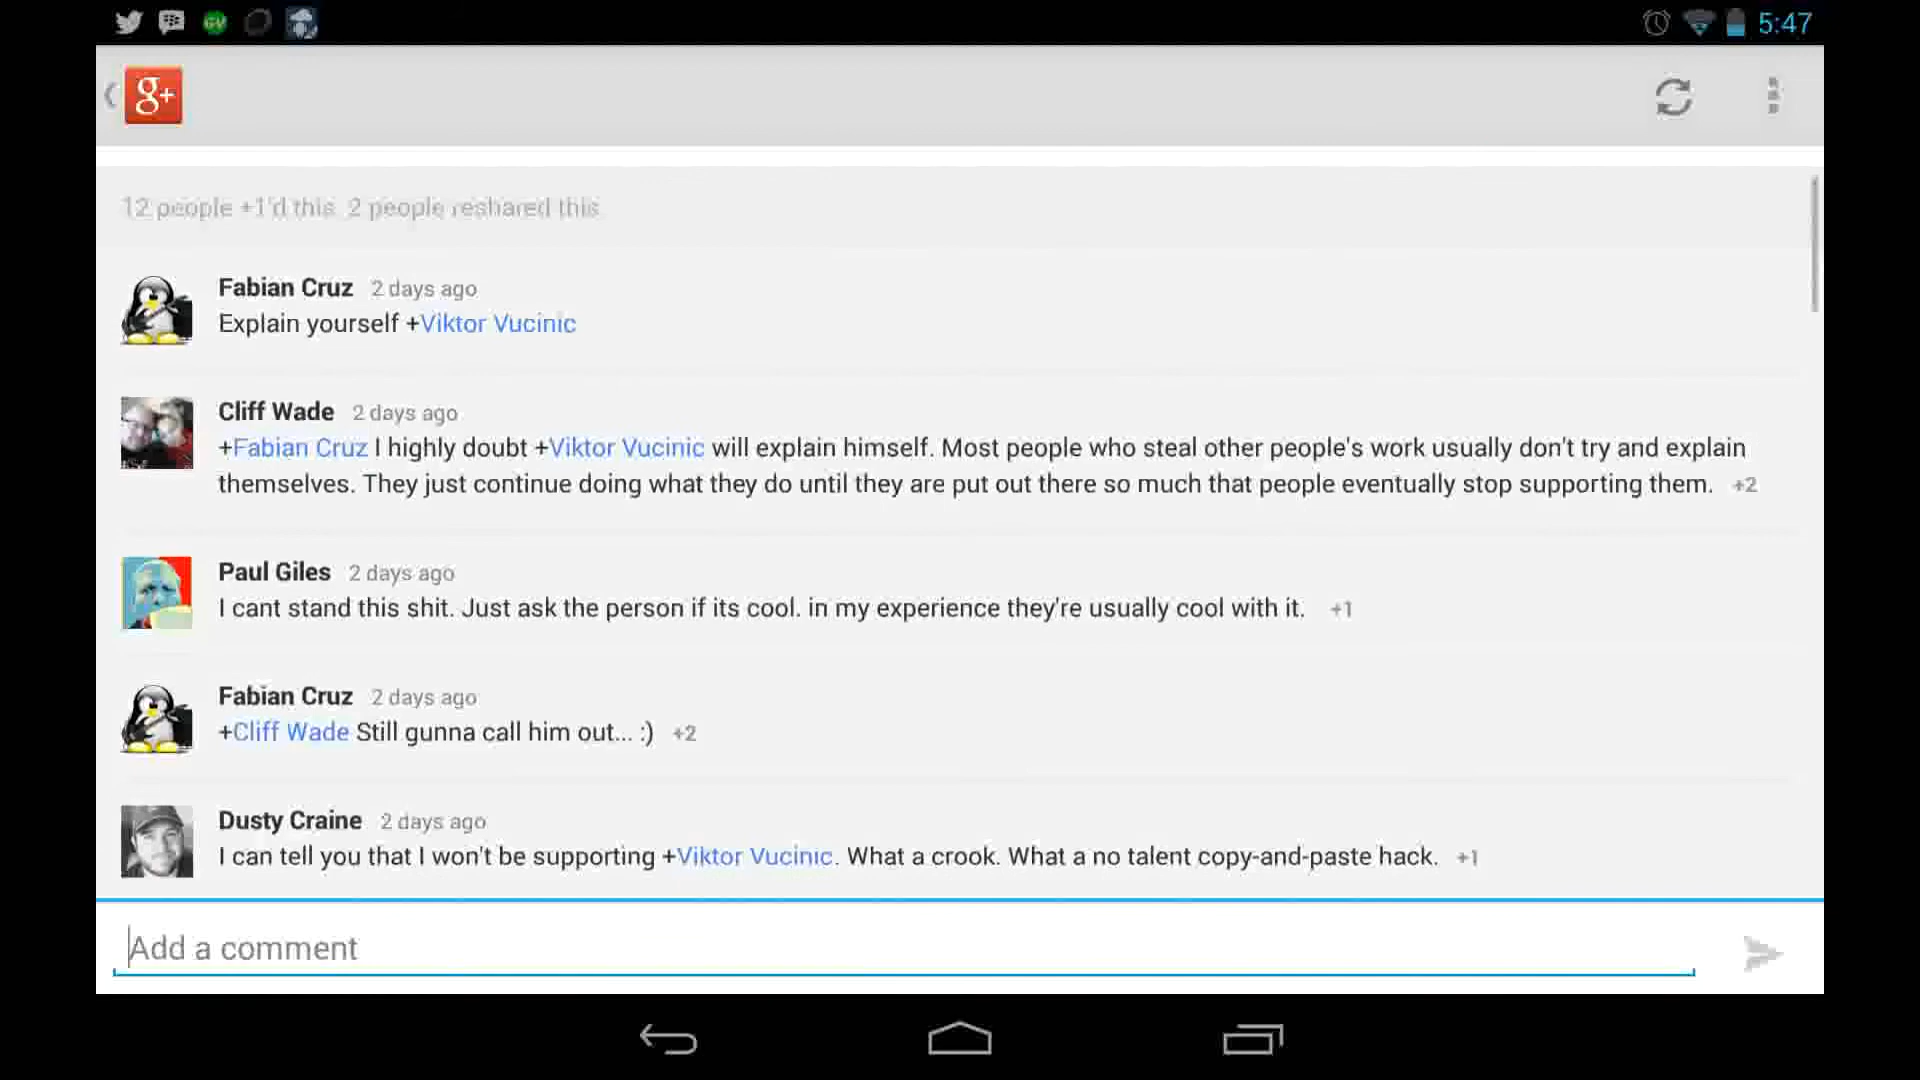 5:47
g+
12 people +1'd this. 2 people reshared this.
Fabian Cruz 2 days ago
Explain yourself +Viktor Vucinic
Cliff Wade 2 days ago
+Fabian Cruz I highly doubt +Viktor Vucinic will explain himself. Most people who steal other people's work usually don't try and explain
themselves. They just continue doing what they do until they are put out there so much that people eventually stop supporting them. +2
Paul Giles 2 days ago
I cant stand this shit. Just ask the person if its cool. in my experience they're usually cool with it. +1
Fabian Cruz 2 days ago
+Cliff Wade Still gunna call him out... :) +2
Dusty Craine 2 days ago
I can tell you that I won't be supporting +Viktor Vucinic. What a crook. What a no talent copy-and-paste hack. +1
Add a comment